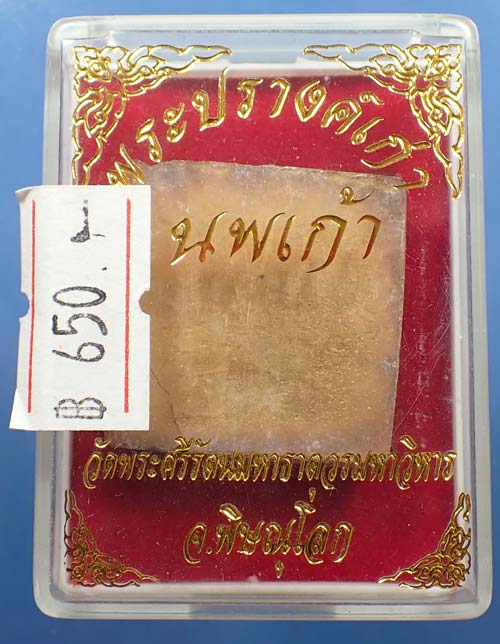 พระปรางค์เก่า
นพเก้า
฿ 650.
วัดพระศรีรัตนมหาธาตุวรมหาวิหาร
จ.พิษณุโลก